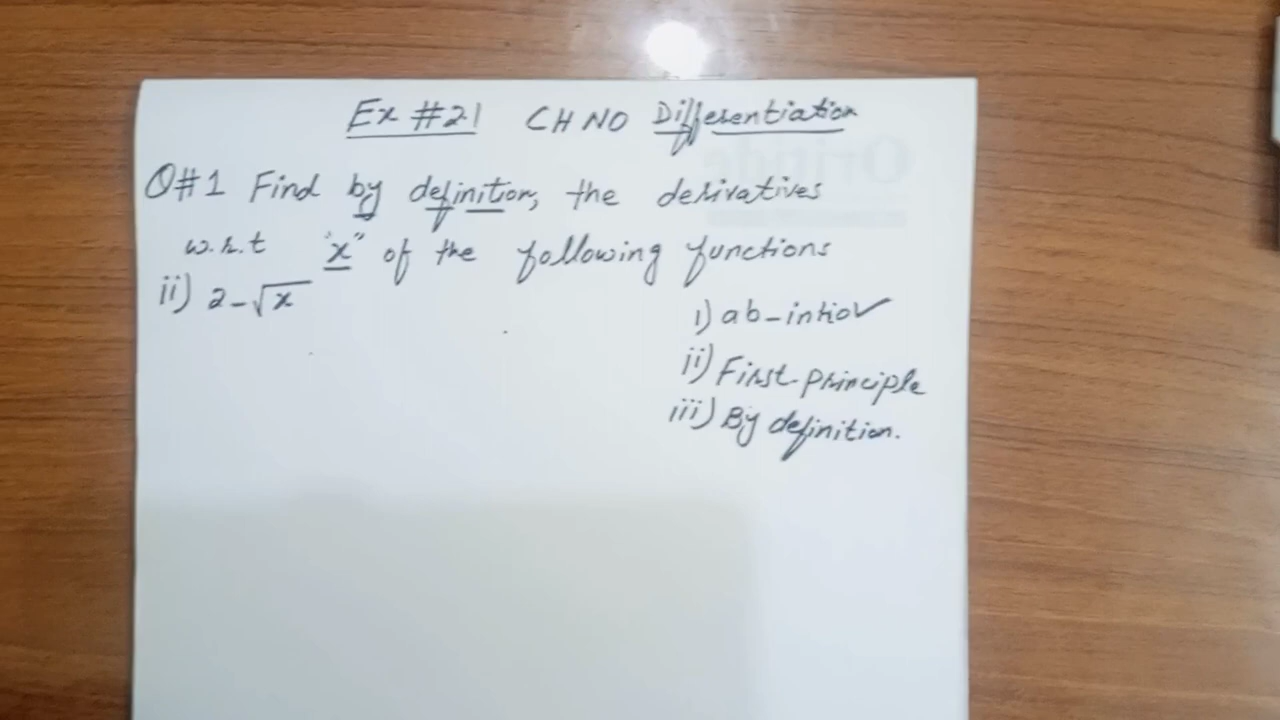 Ex #21 CH NO Differentiation
Q#1 Find by definition, the derivatives
w.r.t "x" of the following functions
ii) 2-√x
i) ab-intior
ii) First principle
iii) By definition.